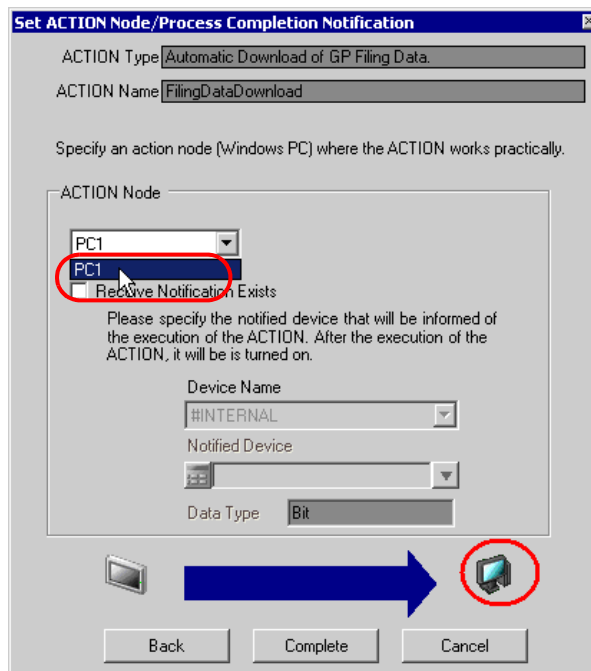 Set ACTION Node/Process Completion Notification
ACTION Type Automatic Download of GP Filing Data.
ACTION Name FilingDataDownload
Specify an action node (Windows PC) where the ACTION works practically.
ACTION Node
PC1
PC1
Receive Notification Exists
Please specify the notified device that will be informed of
the execution of the ACTION. After the execution of the
ACTION, it will be is turned on.
Device Name
#INTERNAL
Notified Device
Data Type Bit
Back Complete Cancel